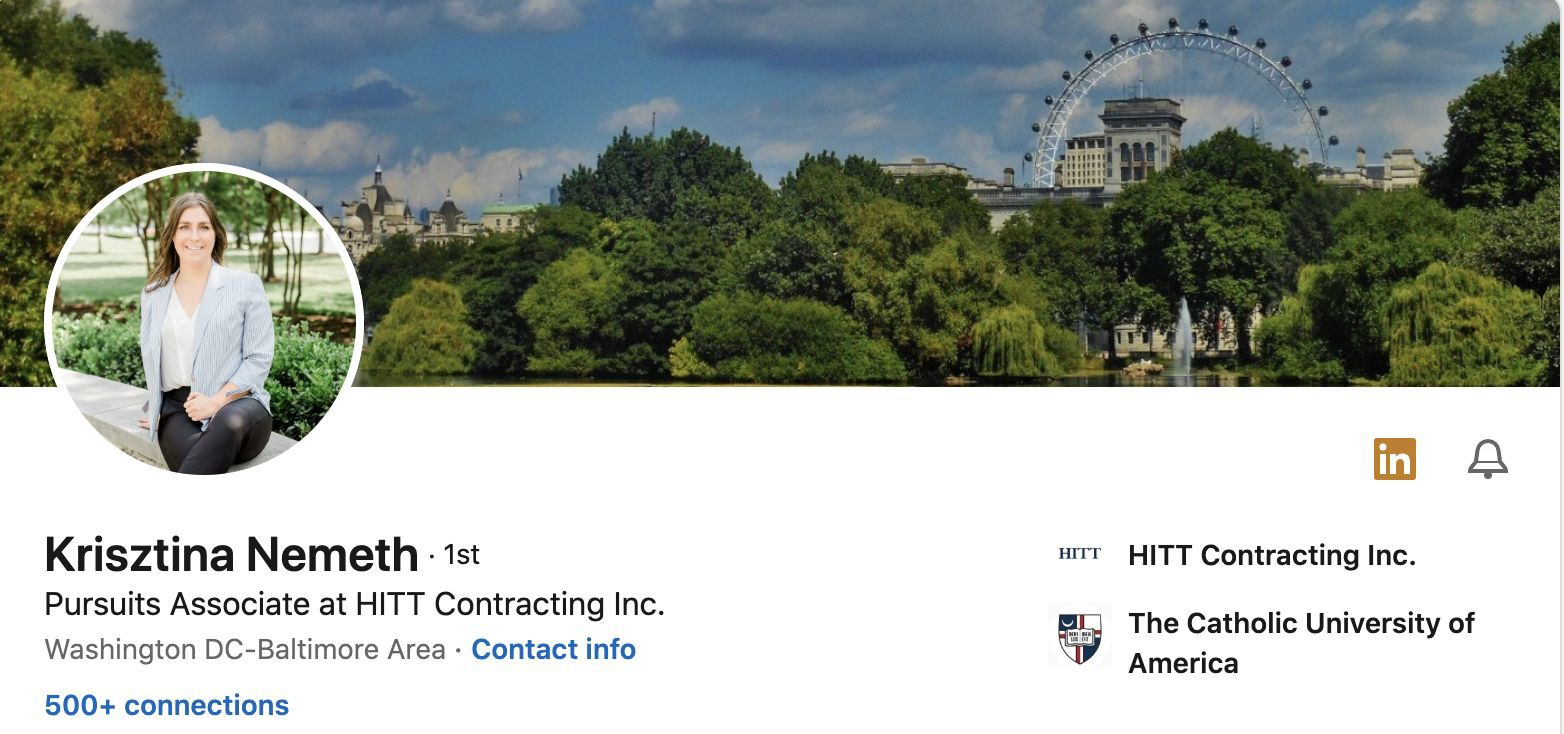 in
Krisztina Nemeth · 1st
Pursuits Associate at HITT Contracting Inc.
Washington DC-Baltimore Area · Contact info
500+ connections
HITT HITT Contracting Inc.
The Catholic University of
America